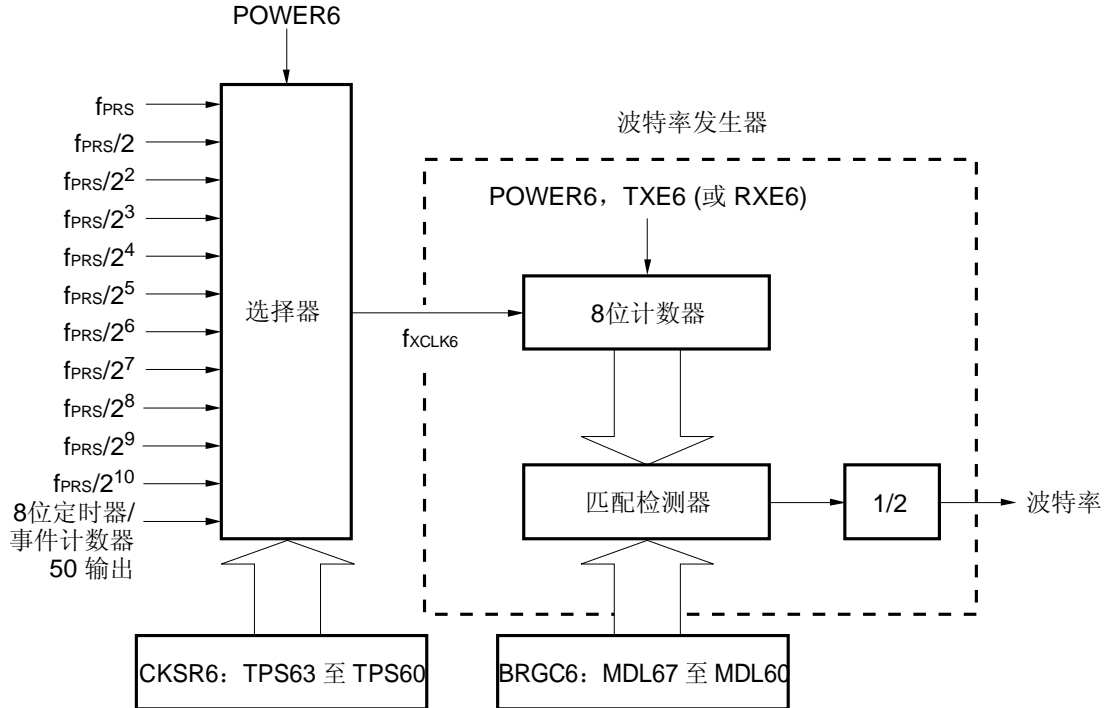 POWER6
fPRS
fPRS/2
fPRS/2²
fPRS/2³
fPRS/2⁴
fPRS/2⁵
fPRS/2⁶
fPRS/2⁷
fPRS/2⁸
fPRS/2⁹
fPRS/2¹⁰
8位定时器/
事件计数器
50 输出
选择器
fXCLK6
波特率发生器
POWER6，TXE6 (或 RXE6)
8位计数器
匹配检测器
1/2
波特率
CKSR6：TPS63 至 TPS60
BRGC6：MDL67 至 MDL60